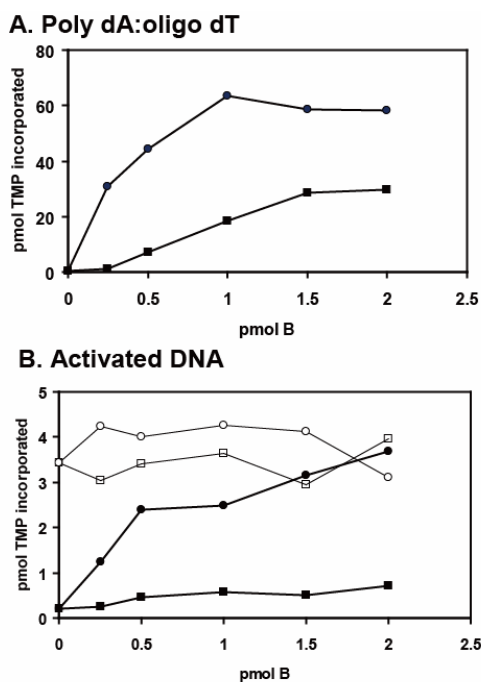 A. Poly dA:oligo dT
pmol TMP incorporated
80
60
40
20
0
0 0.5 1 1.5 2 2.5
pmol B
B. Activated DNA
pmol TMP incorporated
5
4
3
2
1
0
0 0.5 1 1.5 2 2.5
pmol B